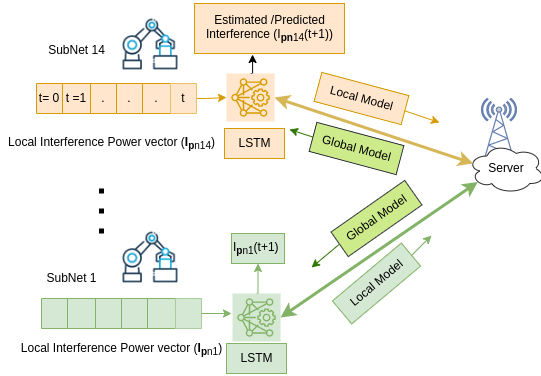 Estimated /Predicted
Interference (Ipn14(t+1))
SubNet 14
t= 0 t =1 . . . t
Local Model
LSTM
Global Model
Local Interference Power vector (Ipn14)
Server
SubNet 1
Ipn1(t+1)
Global Model
Local Model
Local Interference Power vector (Ipn1)
LSTM